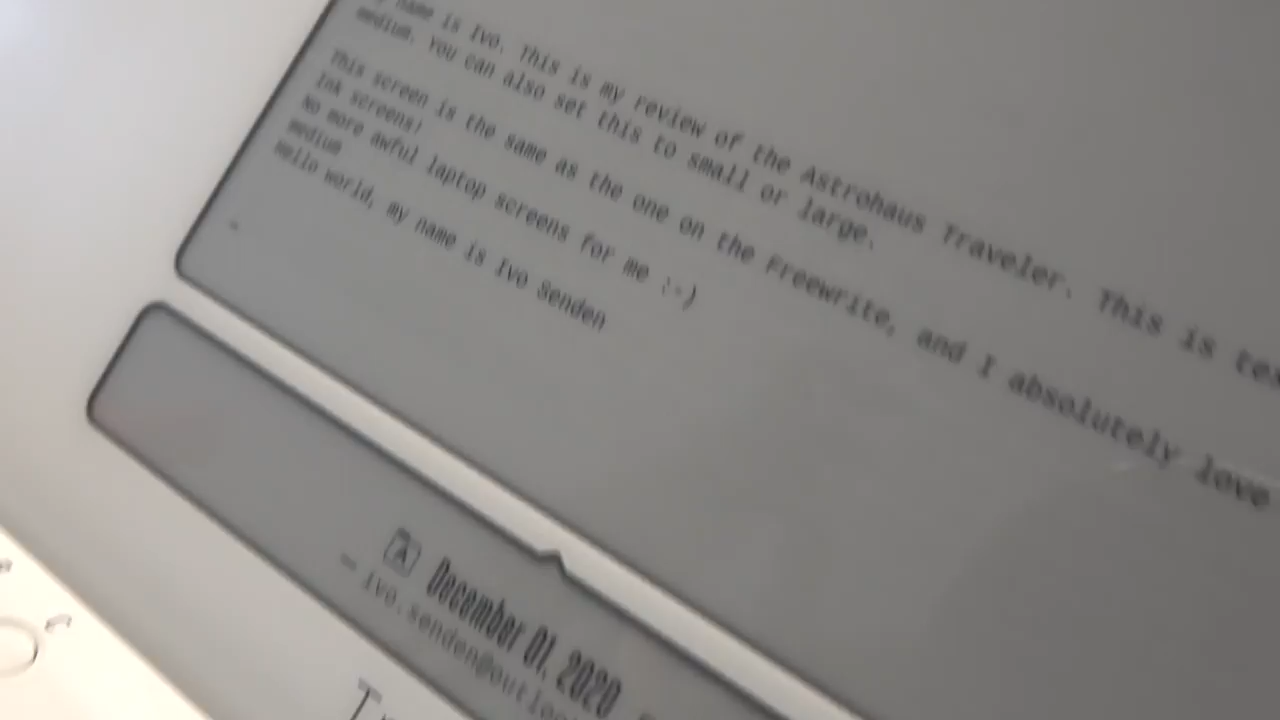 name is Ivo. This is my review of the Astrohaus Traveler. This is
medium. You can also set this to small or large.
This screen is the same as the one on the Freewrite, and I absolutely love
Ink screens!
No more awful laptop screens for me :-)
medium
Hello world, my name is Ivo Senden
A December 01, 2020
— ivo.senden@outloo